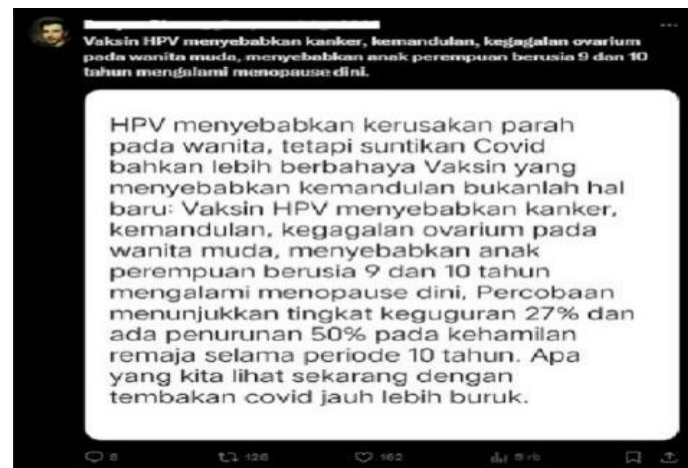 Vaksin HPV menyebabkan kanker, kemandulan, kegagalan ovarium
pada wanita muda, menyebabkan anak perempuan berusia 9 dan 10
tahun mengalami menopause dini.
HPV menyebabkan kerusakan parah
pada wanita, tetapi suntikan Covid
bahkan lebih berbahaya Vaksin yang
menyebabkan kemandulan bukanlah hal
baru: Vaksin HPV menyebabkan kanker,
kemandulan, kegagalan ovarium pada
wanita muda, menyebabkan anak
perempuan berusia 9 dan 10 tahun
mengalami menopause dini, Percobaan
menunjukkan tingkat keguguran 27% dan
ada penurunan 50% pada kehamilan
remaja selama periode 10 tahun. Apa
yang kita lihat sekarang dengan
tembakan covid jauh lebih buruk.
8 126 162